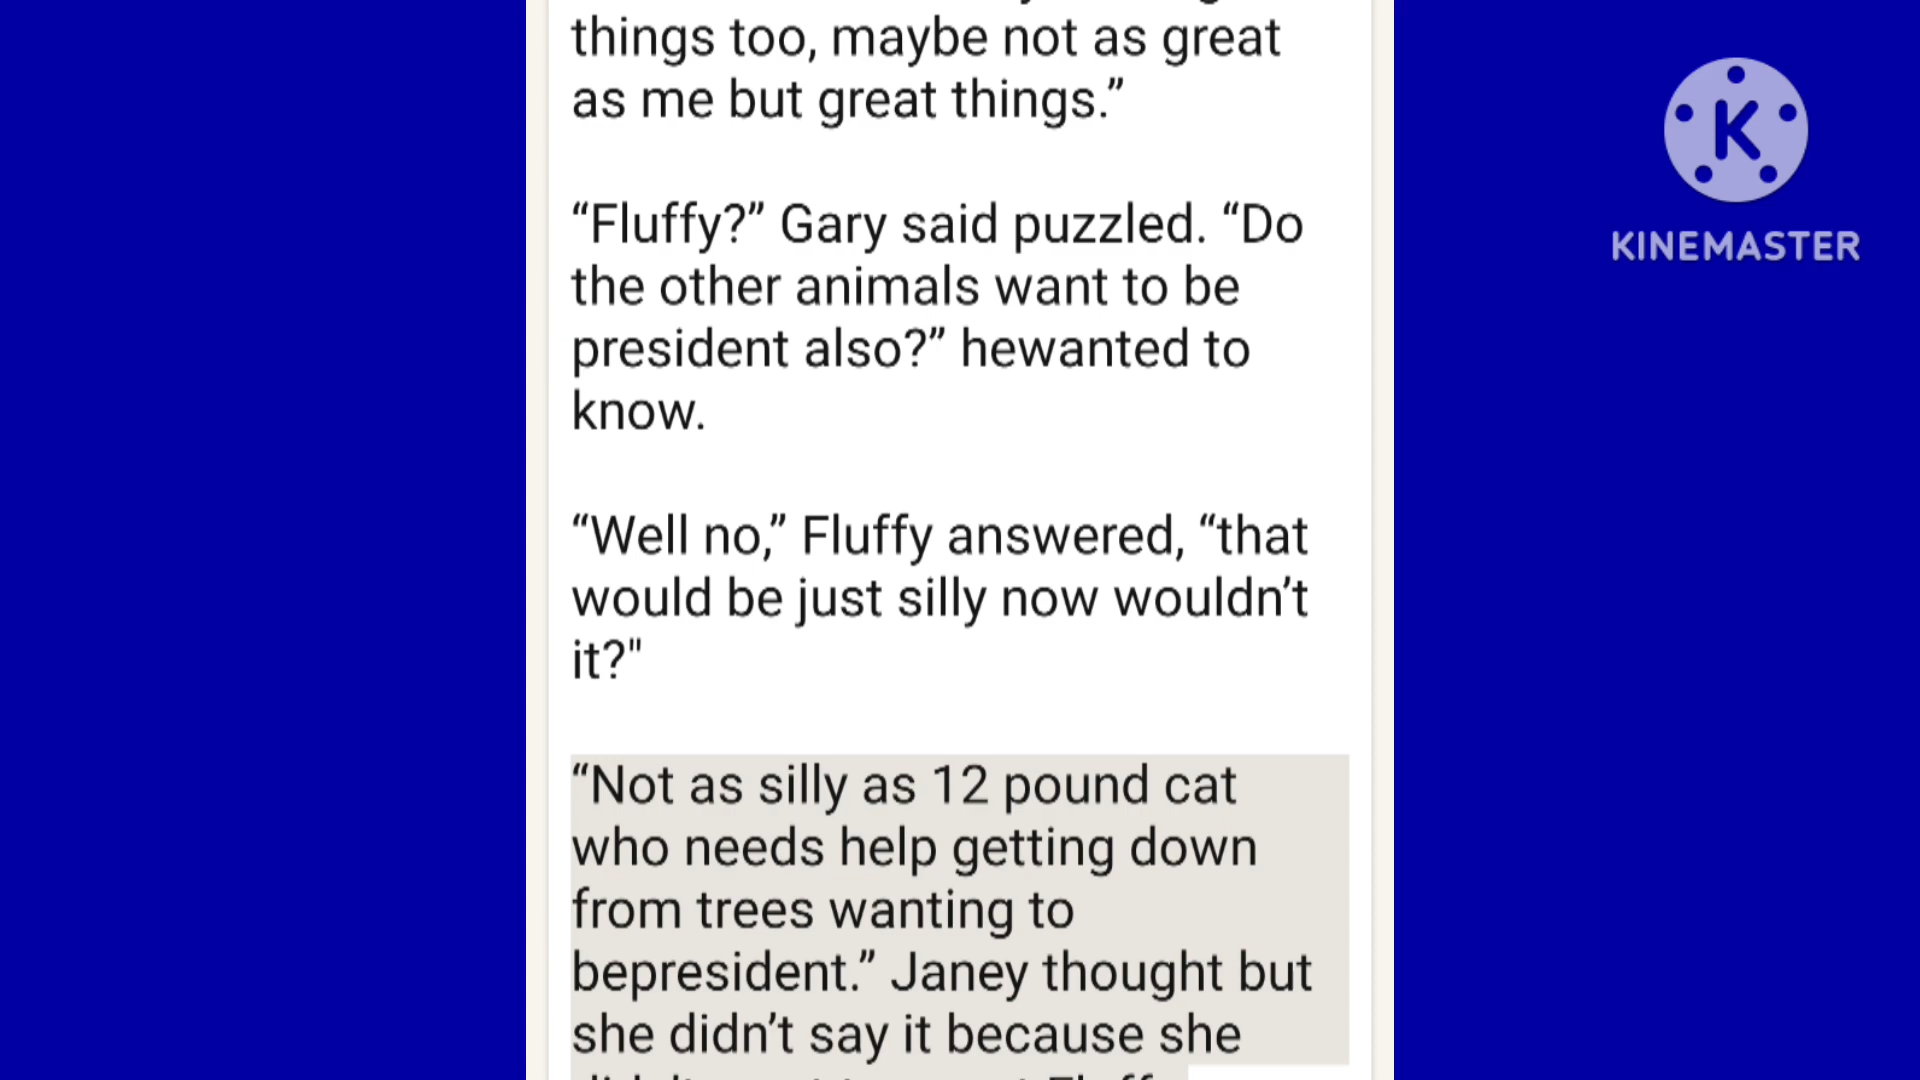 things too, maybe not as great
as me but great things.”
“Fluffy?” Gary said puzzled. “Do
the other animals want to be
president also?” hewanted to
know.
“Well no,” Fluffy answered, “that
would be just silly now wouldn’t
it?"
“Not as silly as 12 pound cat
who needs help getting down
from trees wanting to
bepresident.” Janey thought but
she didn’t say it because she
K
KINEMASTER